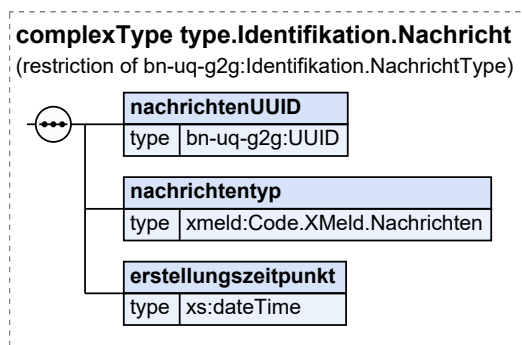 complexType type.Identifikation.Nachricht
(restriction of bn-uq-g2g:Identifikation.NachrichtType)
nachrichtenUUID
type bn-uq-g2g:UUID
nachrichtentyp
type xmeld:Code.XMeld.Nachrichten
erstellungszeitpunkt
type xs:dateTime